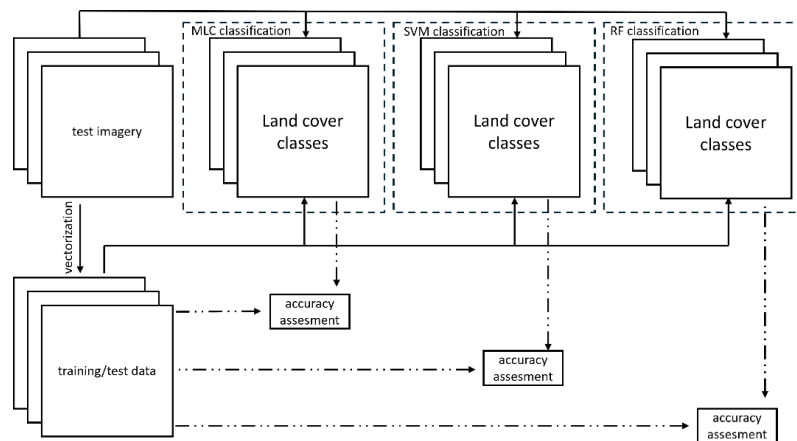 MLC classification
SVM classification
RF classification
test imagery
Land cover
classes
Land cover
classes
Land cover
classes
vectorization
accuracy
assesment
training/test data
accuracy
assesment
accuracy
assesment